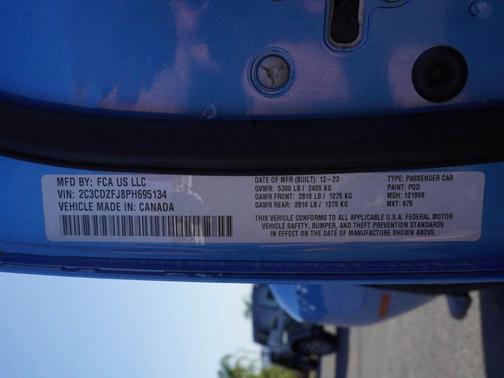 MFD BY: FCA US LLC
VIN: 2C3CDZFJ8PH695134
VEHICLE MADE IN: CANADA
DATE OF MFR (BUILT): 12-23
GVWR: 5300 LB / 2405 KG
GAWR FRONT: 2810 LB / 1275 KG
GAWR REAR: 2810 LB / 1275 KG
TYPE: PASSENGER CAR
PAINT: PQD
MDH: 121808
MKT: 875
THIS VEHICLE CONFORMS TO ALL APPLICABLE U.S.A. FEDERAL MOTOR
VEHICLE SAFETY, BUMPER, AND THEFT PREVENTION STANDARDS
IN EFFECT ON THE DATE OF MANUFACTURE SHOWN ABOVE.